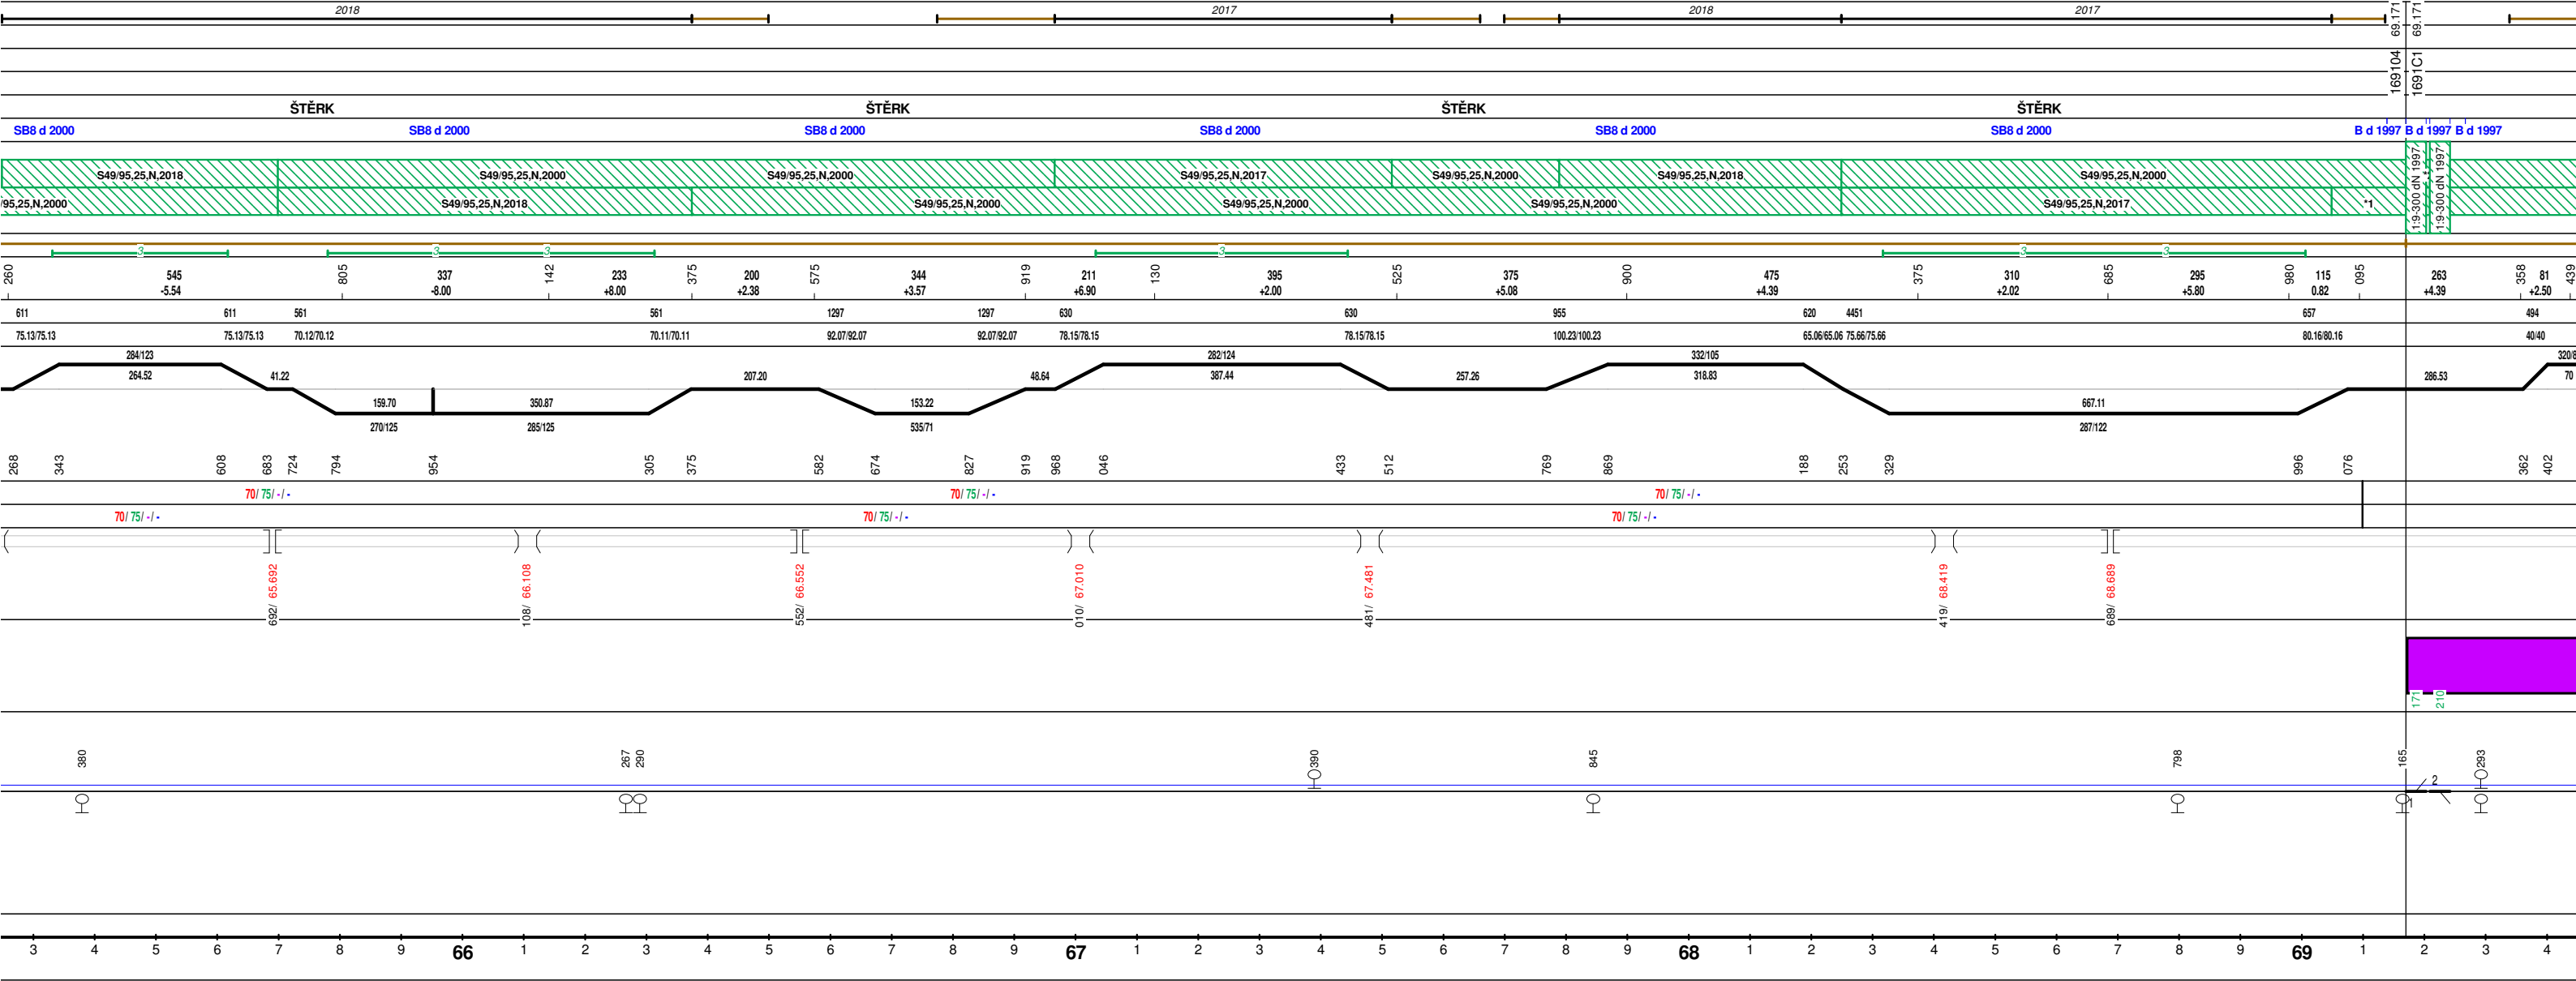 2018 2017 2018 2017
69.171 69.171
169104 1691C1
ŠTĚRK ŠTĚRK ŠTĚRK ŠTĚRK
SB8 d 2000 SB8 d 2000 SB8 d 2000 SB8 d 2000 SB8 d 2000 SB8 d 2000 B d 1997 B d 1997 B d 1997
S49/95,25,N,2018 S49/95,25,N,2000 S49/95,25,N,2000 S49/95,25,N,2017 S49/95,25,N,2000 S49/95,25,N,2018 S49/95,25,N,2000
/95,25,N,2000 S49/95,25,N,2018 S49/95,25,N,2000 S49/95,25,N,2000 S49/95,25,N,2000 S49/95,25,N,2017 *1
1:9-300 dN 1997 1:9-300 dN 1997
3 3 3 3 3 3
260 805 142 375 575 919 130 525 900 375 685 980 095 358 439
545 337 233 200 344 211 395 375 475 310 295 115 263 81
-5.54 -8.00 +8.00 +2.38 +3.57 +6.90 +2.00 +5.08 +4.39 +2.02 +5.80 0.82 +4.39 +2.50
611 611 561 561 1297 1297 630 630 955 620 4451 657 494
75.13/75.13 75.13/75.13 70.12/70.12 70.11/70.11 92.07/92.07 92.07/92.07 78.15/78.15 78.15/78.15 100.23/100.23 65.06/65.06 75.66/75.66 80.16/80.16 40/40
284/123 282/124 332/105 320/8
264.52 41.22 207.20 48.64 387.44 257.26 318.83 286.53 70
159.70 350.87 153.22 667.11
270/125 285/125 535/71 287/122
268 343 608 683 724 794 954 305 375 582 674 827 919 968 046 433 512 769 869 188 253 329 996 076 362 402
70/ 75/ -/ - 70/ 75/ -/ - 70/ 75/ -/ -
70/ 75/ -/ - 70/ 75/ -/ - 70/ 75/ -/ -
692/ 65.692 108/ 66.108 552/ 66.552 010/ 67.010 481/ 67.481 419/ 68.419 689/ 68.689
171 210
380 267 290 390 845 798 165 293
2
1
3 4 5 6 7 8 9 66 1 2 3 4 5 6 7 8 9 67 1 2 3 4 5 6 7 8 9 68 1 2 3 4 5 6 7 8 9 69 1 2 3 4